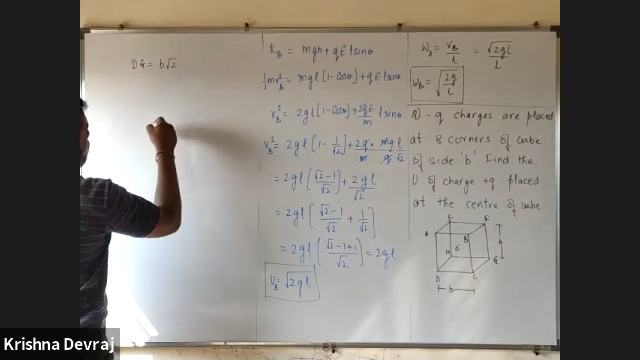 DG = b√2
K_B = mgh + qE l sinθ
½mv_B² = mgl [1 - cosθ] + qE l sinθ
v_B² = 2gl [1 - cosθ] + 2qE/m l sinθ
v_B² = 2gl [1 - 1/√2] + 2q/m × mg/q l/√2
= 2gl [√2-1/√2] + 2gl/√2
= 2gl [√2-1/√2 + 1/√2]
= 2gl [√2-1+1/√2] = 2gl
v_B = √2gl
W_B = v_B/l = √2gl/l
W_B = √2g/l
Q) -q charges are placed
at 8 corners of cube
of side 'b'. Find the
U of charge +q placed
at the centre of cube
A
B
D
C
G
b
b
Krishna Devraj